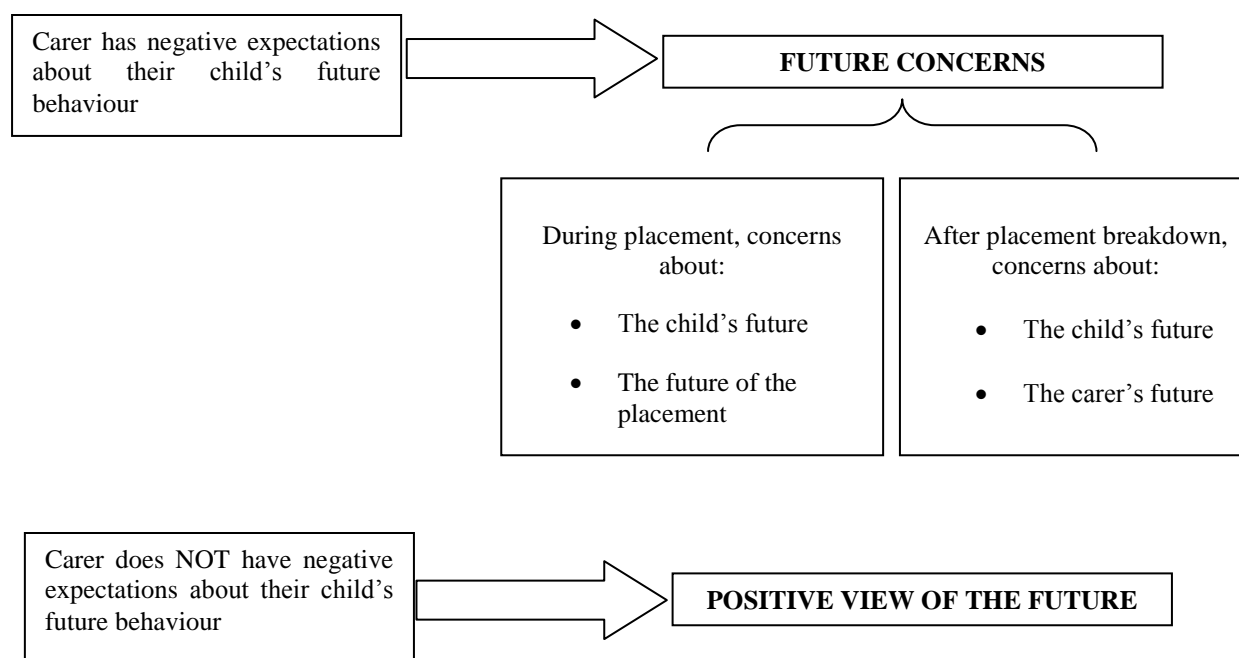 Carer has negative expectations
about their child’s future
behaviour
FUTURE CONCERNS
During placement, concerns
about:
• The child’s future
• The future of the
placement
After placement breakdown,
concerns about:
• The child’s future
• The carer’s future
Carer does NOT have negative
expectations about their child’s
future behaviour
POSITIVE VIEW OF THE FUTURE